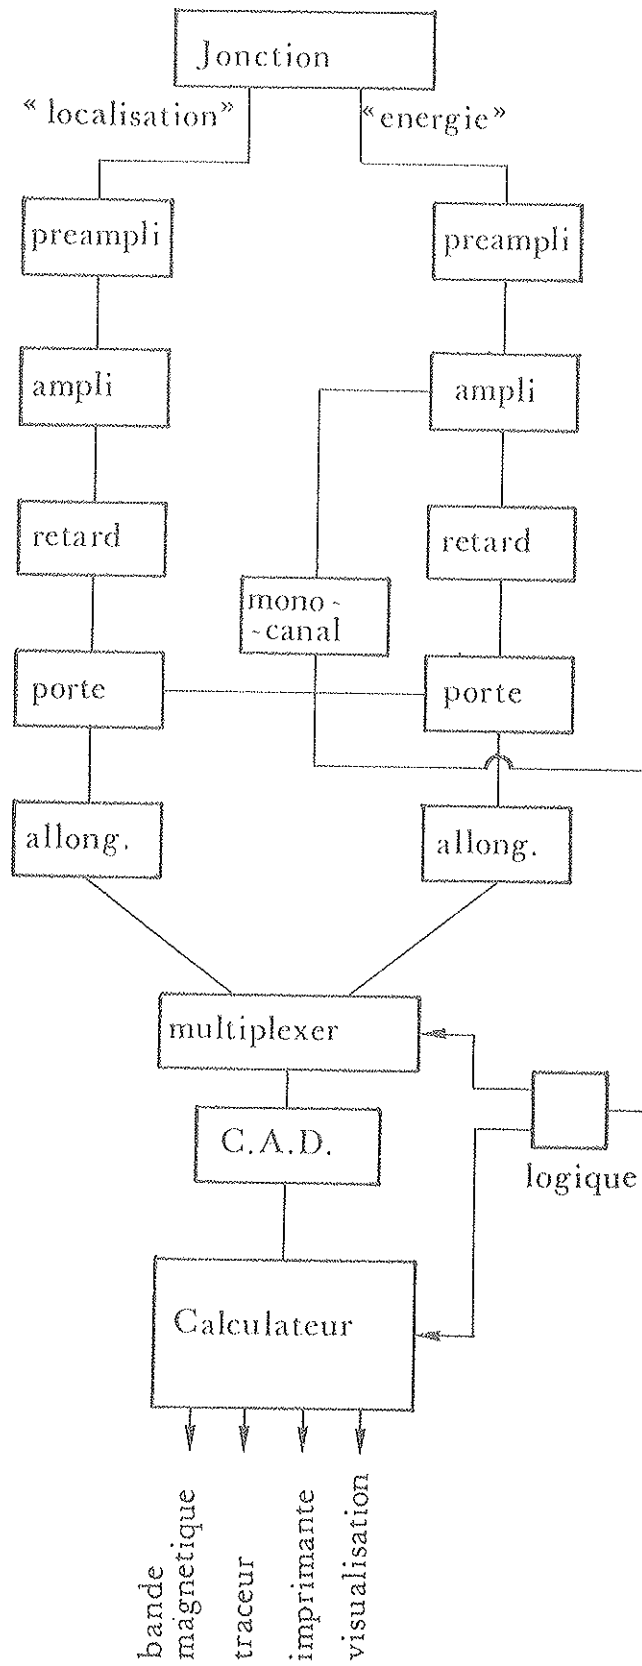 Jonction
« localisation »
« energie »
preampli
preampli
ampli
ampli
retard
retard
mono-
-canal
porte
porte
allong.
allong.
multiplexer
C.A.D.
logique
Calculateur
bande
magnetique
traceur
imprimante
visualisation